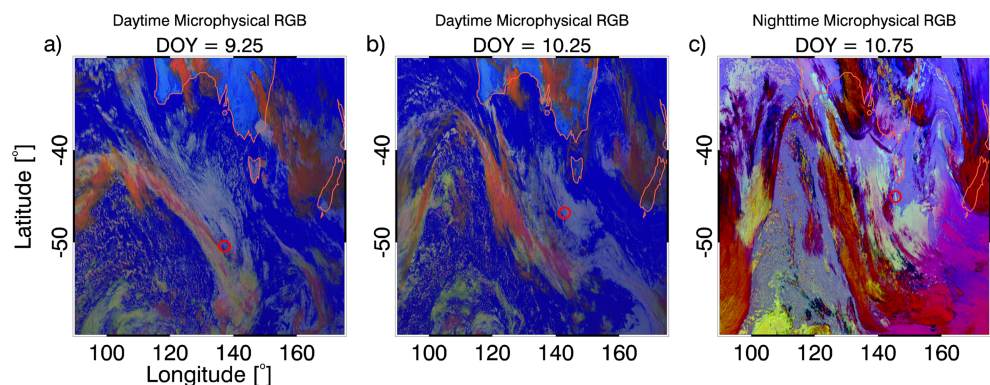 Daytime Microphysical RGB
a) DOY = 9.25
Daytime Microphysical RGB
b) DOY = 10.25
Nighttime Microphysical RGB
c) DOY = 10.75
Latitude [°]
-40
-50
100 120 140 160
Longitude [°]
-40
-50
100 120 140 160
-40
-50
100 120 140 160